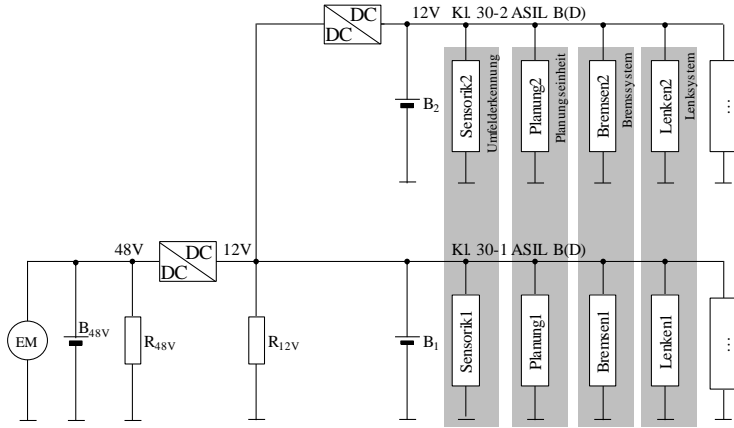 DC
DC
12V Kl. 30-2 ASIL B(D)
B2
Sensorik2
Umfelderkennung
Planung2
Planungseinheit
Bremsen2
Bremssystem
Lenken2
Lenksystem
...
48V
DC
DC
12V
Kl. 30-1 ASIL B(D)
EM
B48V
R48V
R12V
B1
Sensorik1
Planung1
Bremsen1
Lenken1
...